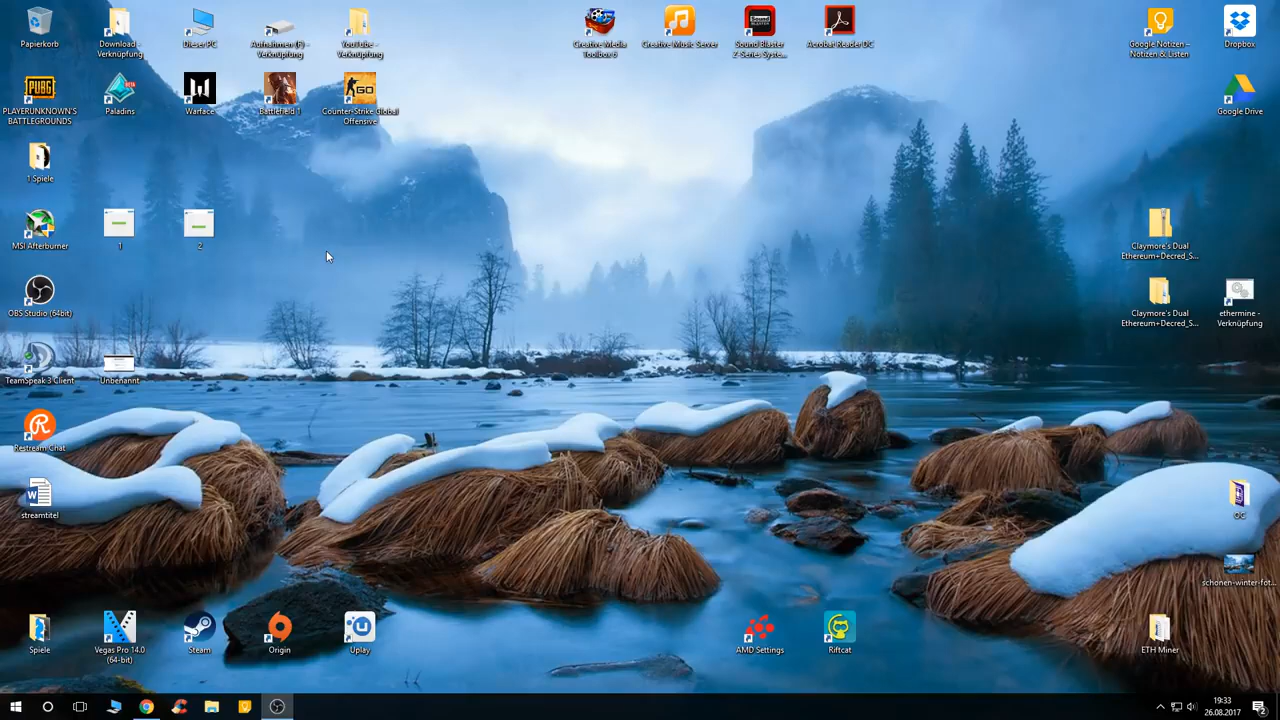 Papierkorb
Download - Verknüpfung
Dieser PC
Aufnahmen (F) - Verknüpfung
YouTube - Verknüpfung
Creative Media Toolbox 6
Creative Music Server
Sound Blaster Z-Series Syste...
Acrobat Reader DC
Google Notizen – Notizen & Listen
Dropbox
PLAYERUNKNOWN'S BATTLEGROUNDS
Paladins
Warface
Battlefield 1
Counter-Strike Global Offensive
Google Drive
1 Spiele
MSI Afterburner
1
2
Claymore's Dual Ethereum+Decred_S...
OBS Studio (64bit)
Claymore's Dual Ethereum+Decred_S...
ethermine - Verknüpfung
TeamSpeak 3 Client
Unbenannt
Restream Chat
streamtitel
OC
schonen-winter-fot...
Spiele
Vegas Pro 14.0 (64-bit)
Steam
Origin
Uplay
AMD Settings
Riftcat
ETH Miner
19:33
26.08.2017